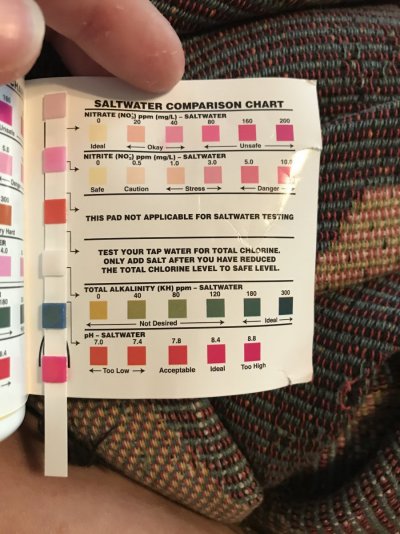 SALTWATER COMPARISON CHART
NITRATE (NO₃) ppm (mg/L) – SALTWATER
0 20 40 80 160 200
Ideal Okay Unsafe
NITRITE (NO₂) ppm (mg/L) – SALTWATER
0 0.5 1.0 3.0 5.0 10.0
Safe Caution Stress Danger
THIS PAD NOT APPLICABLE FOR SALTWATER TESTING
TEST YOUR TAP WATER FOR TOTAL CHLORINE.
ONLY ADD SALT AFTER YOU HAVE REDUCED
THE TOTAL CHLORINE LEVEL TO SAFE LEVEL.
TOTAL ALKALINITY (KH) ppm – SALTWATER
0 40 80 120 180 300
Not Desired Ideal
pH – SALTWATER
7.0 7.4 7.8 8.4 8.8
Too Low Acceptable Ideal Too High